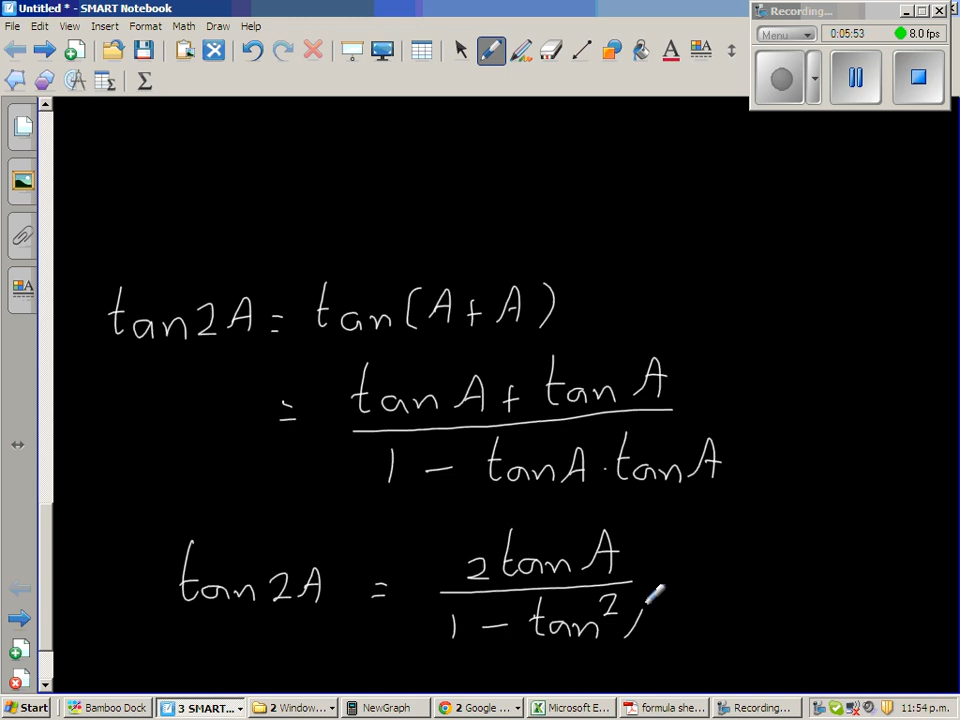 Untitled * - SMART Notebook
Recording...
File Edit View Insert Format Math Draw Help
Menu
0:05:53
8.0 fps
tan2A = tan(A+A)
= tanA + tanA
1 - tanA.tanA
tan2A = 2tanA
1 - tan²
Start
Bamboo Dock
3 SMART...
2 Window...
NewGraph
2 Google ...
Microsoft E...
formula she...
Recording...
11:54 p.m.